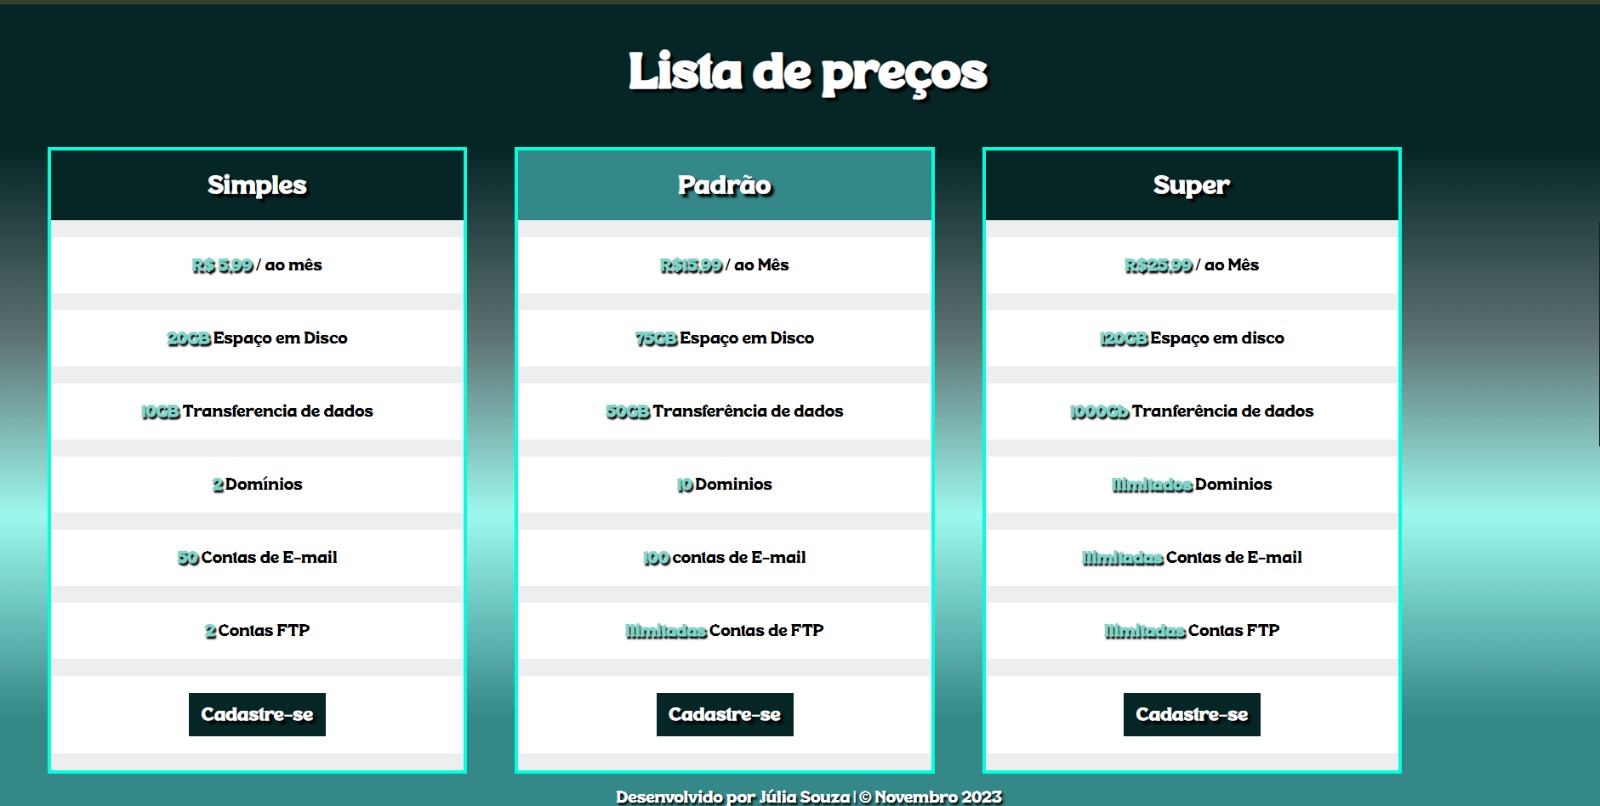 Lista de preços
Simples
R$ 5,99 / ao mês
20GB Espaço em Disco
10GB Transferencia de dados
2 Domínios
50 Contas de E-mail
2 Contas FTP
Cadastre-se
Padrão
R$15,99 / ao Mês
75GB Espaço em Disco
50GB Transferência de dados
10 Dominios
100 contas de E-mail
Ilimitadas Contas de FTP
Cadastre-se
Super
R$25,99 / ao Mês
120GB Espaço em disco
1000Gb Tranferência de dados
Ilimitados Dominios
Ilimitadas Contas de E-mail
Ilimitadas Contas FTP
Cadastre-se
Desenvolvido por Júlia Souza | © Novembro 2023